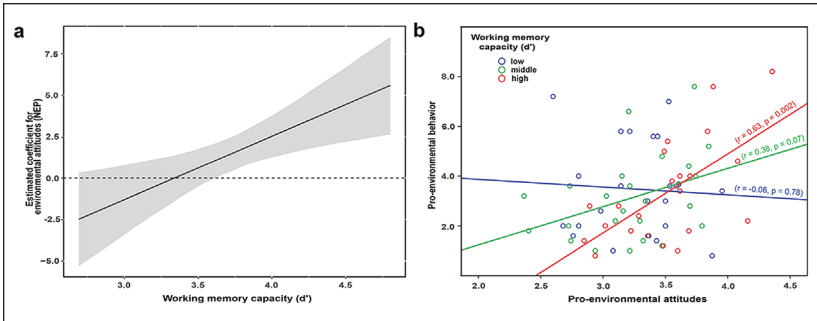 a
Estimated coefficient for
environmental attitudes (NEP)
7.5
5.0
2.5
0.0
−2.5
−5.0
3.0
3.5
4.0
4.5
Working memory capacity (d')
b
Working memory
capacity (d')
low
middle
high
Pro-environmental behavior
8.0
6.0
4.0
2.0
(r = 0.63, p = 0.002)
(r = 0.38, p = 0.07)
(r = -0.06, p = 0.78)
2.0
2.5
3.0
3.5
4.0
4.5
Pro-environmental attitudes